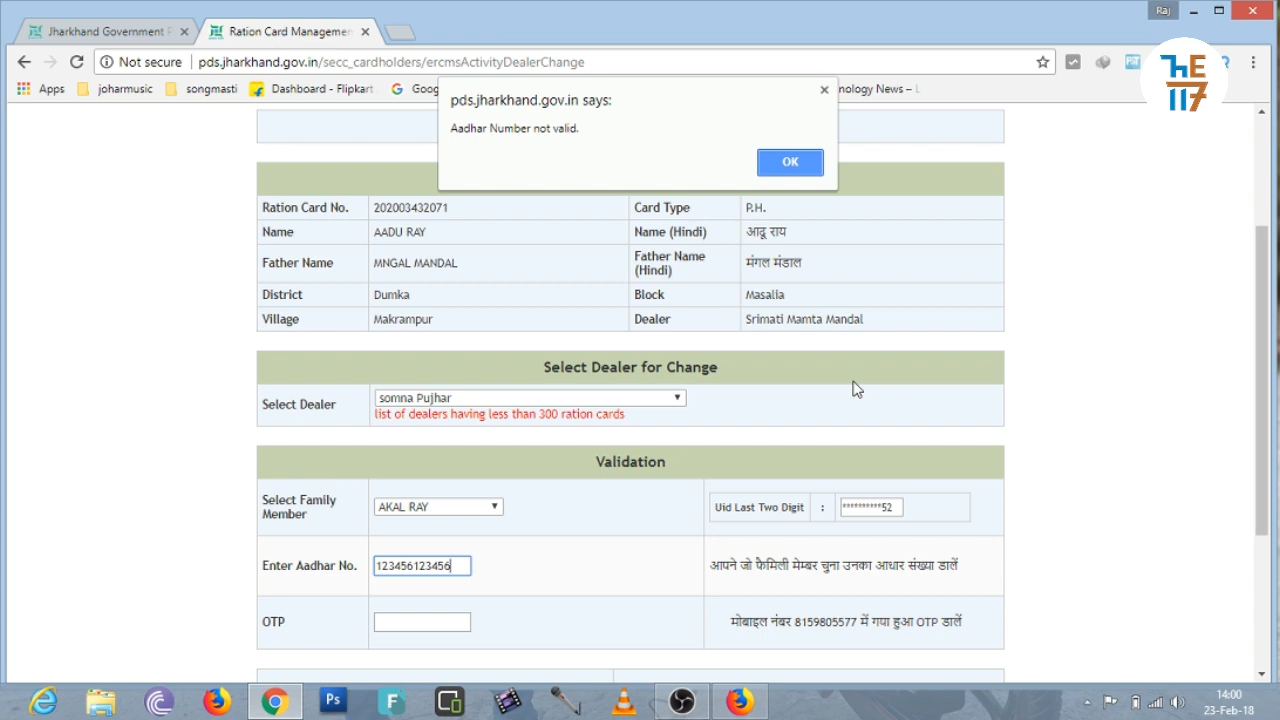 Raj
Jharkhand Government P
Ration Card Managemen
Not secure
pds.jharkhand.gov.in/secc_cardholders/ercmsActivityDealerChange
Apps
joharmusic
songmasti
Dashboard - Flipkart
Goog
nology News – L
hE
117
pds.jharkhand.gov.in says:
Aadhar Number not valid.
OK
Ration Card No. 202003432071 Card Type P.H.
Name AADU RAY Name (Hindi) आदू राय
Father Name MNGAL MANDAL Father Name (Hindi) मंगल मंडाल
District Dumka Block Masalia
Village Makrampur Dealer Srimati Mamta Mandal
Select Dealer for Change
Select Dealer somna Pujhar
list of dealers having less than 300 ration cards
Validation
Select Family Member AKAL RAY Uid Last Two Digit : **********52
Enter Aadhar No. 123456123456 आपने जो फैमिली मेम्बर चुना उनका आधार संख्या डालें
OTP मोबाइल नंबर 8159805577 में गया हुआ OTP डालें
Ps
F
14:00
23-Feb-18